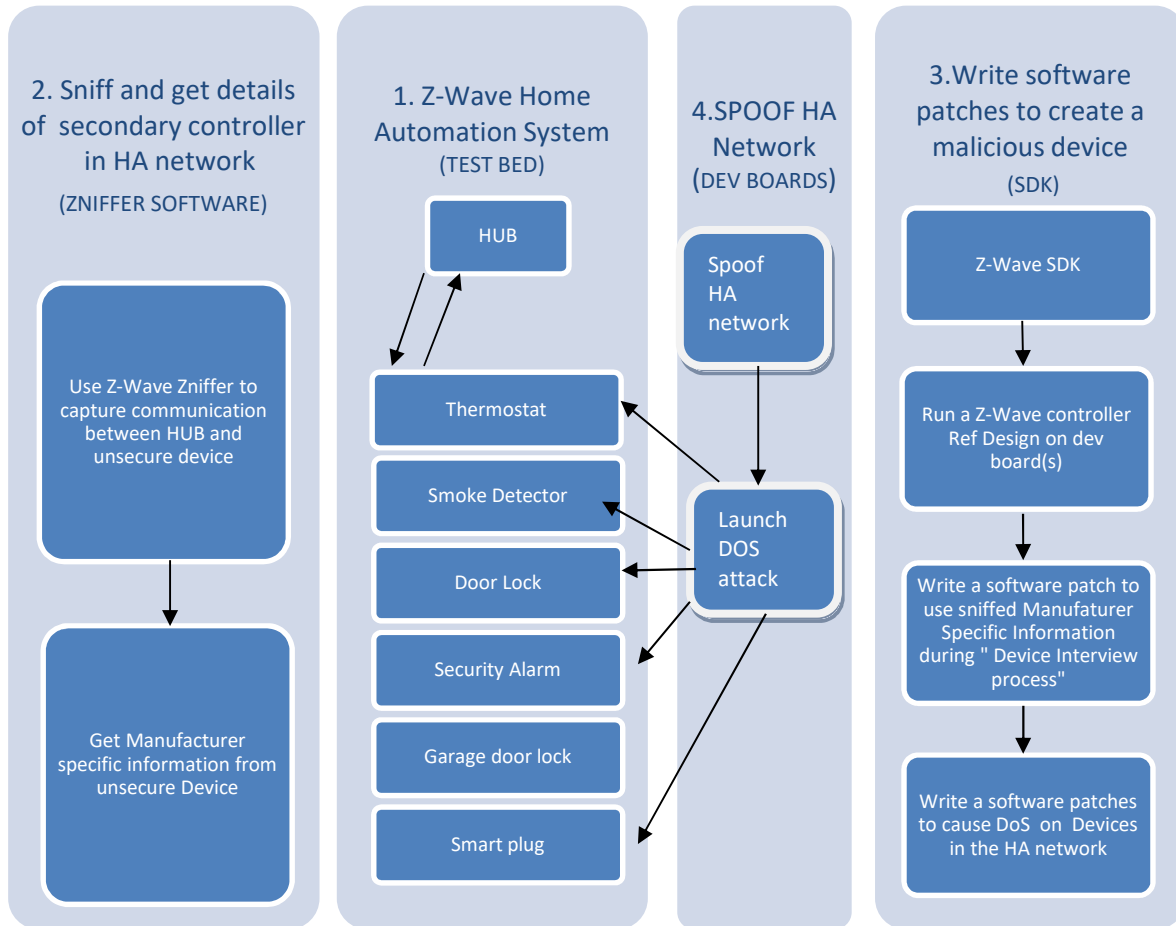 2. Sniff and get details
of secondary controller
in HA network
(ZNIFFER SOFTWARE)
Use Z-Wave Zniffer to
capture communication
between HUB and
unsecure device
Get Manufacturer
specific information from
unsecure Device
1. Z-Wave Home
Automation System
(TEST BED)
HUB
Thermostat
Smoke Detector
Door Lock
Security Alarm
Garage door lock
Smart plug
4.SPOOF HA
Network
(DEV BOARDS)
Spoof
HA
network
Launch
DOS
attack
3.Write software
patches to create a
malicious device
(SDK)
Z-Wave SDK
Run a Z-Wave controller
Ref Design on dev
board(s)
Write a software patch to
use sniffed Manufaturer
Specific Information
during " Device Interview
process"
Write a software patches
to cause DoS on Devices
in the HA network